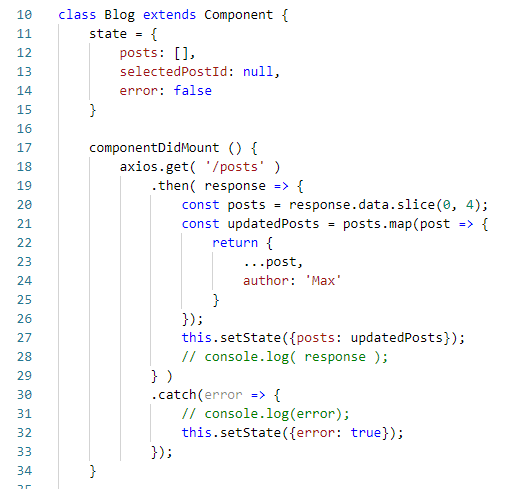 10 class Blog extends Component {
11     state = {
12         posts: [],
13         selectedPostId: null,
14         error: false
15     }
16
17     componentDidMount () {
18         axios.get( '/posts' )
19             .then( response => {
20                 const posts = response.data.slice(0, 4);
21                 const updatedPosts = posts.map(post => {
22                     return {
23                         ...post,
24                         author: 'Max'
25                     }
26                 });
27                 this.setState({posts: updatedPosts});
28                 // console.log( response );
29             } )
30             .catch(error => {
31                 // console.log(error);
32                 this.setState({error: true});
33             });
34     }